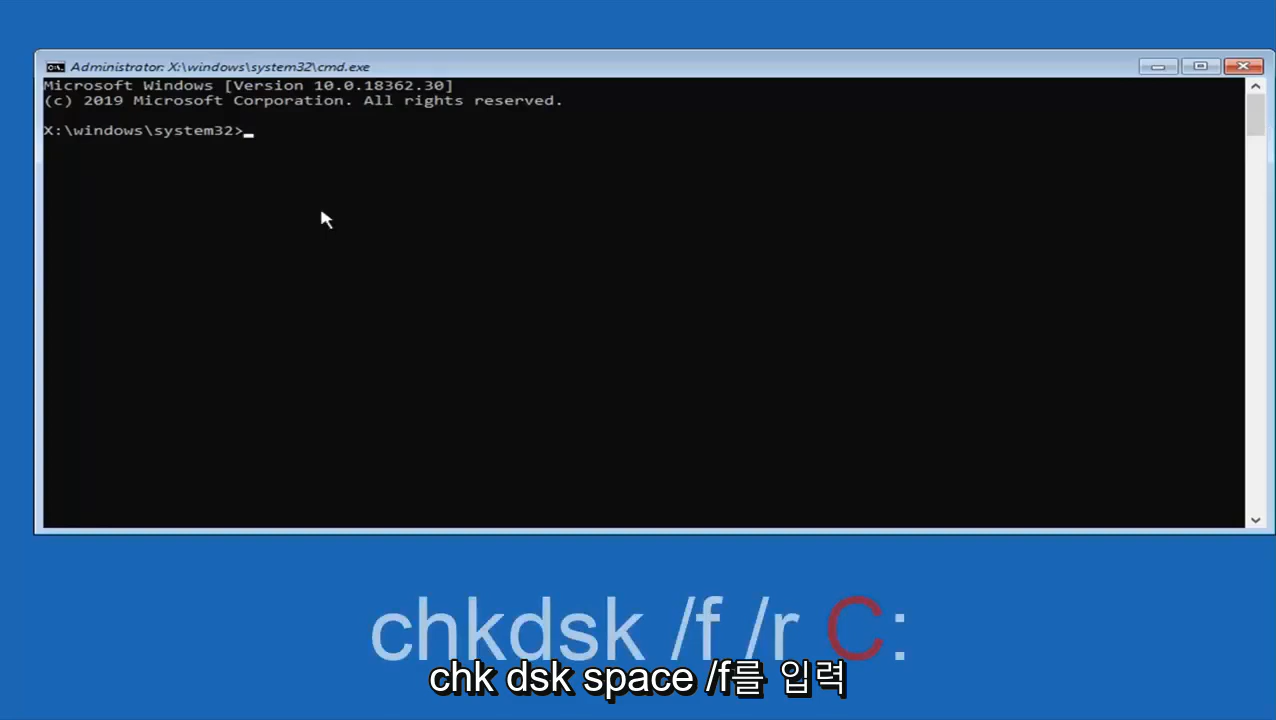 Administrator: X:\windows\system32\cmd.exe
Microsoft Windows [Version 10.0.18362.30]
(c) 2019 Microsoft Corporation. All rights reserved.
X:\windows\system32>
chkdsk /f /r C:
chk dsk space /f를 입력